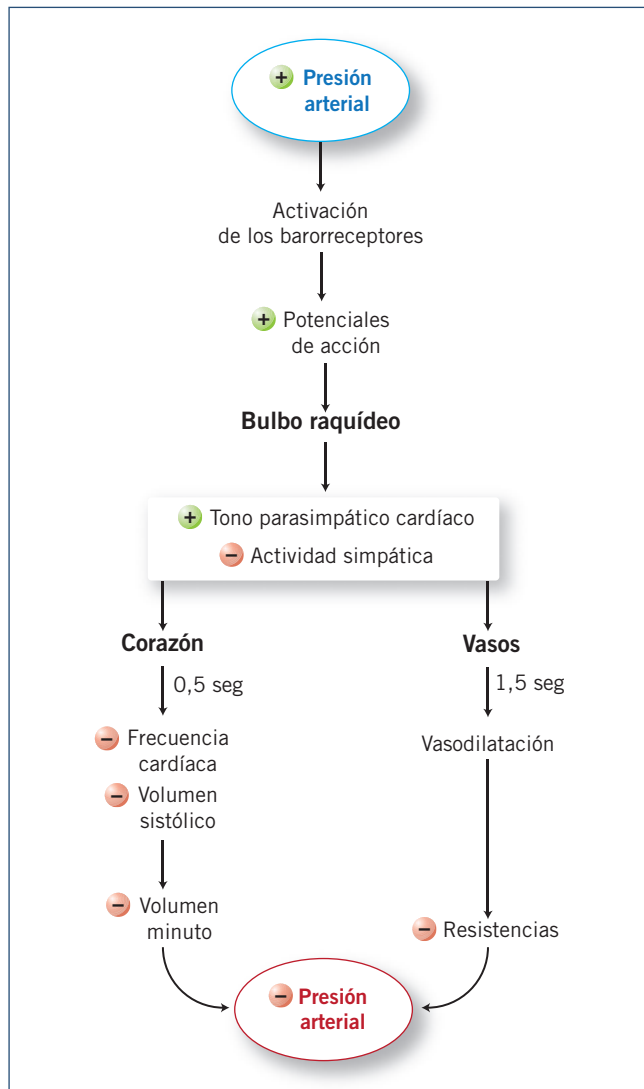 + Presión
arterial
Activación
de los barorreceptores
+ Potenciales
de acción
Bulbo raquídeo
+ Tono parasimpático cardíaco
− Actividad simpática
Corazón
0,5 seg
− Frecuencia
cardíaca
− Volumen
sistólico
− Volumen
minuto
Vasos
1,5 seg
Vasodilatación
− Resistencias
− Presión
arterial